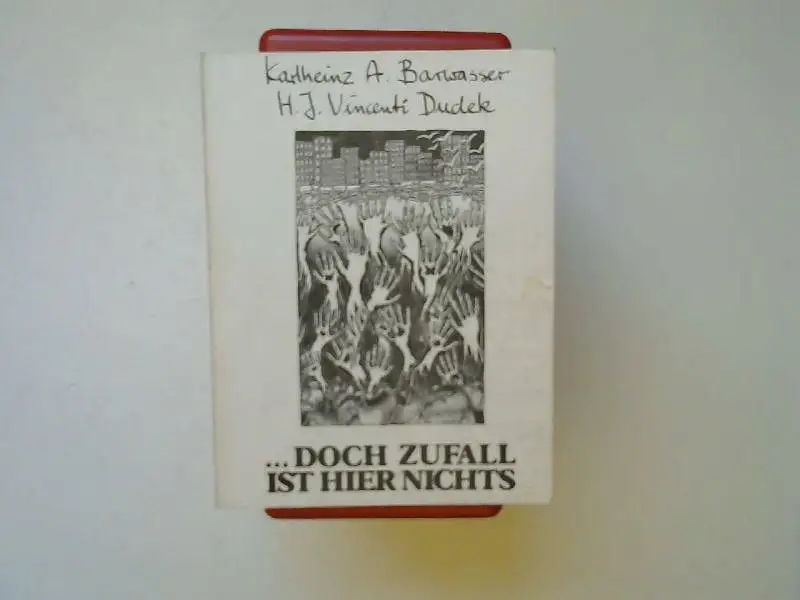 Karlheinz A. Barwasser
H. J. Vincenti Dudek
...DOCH ZUFALL
IST HIER NICHTS